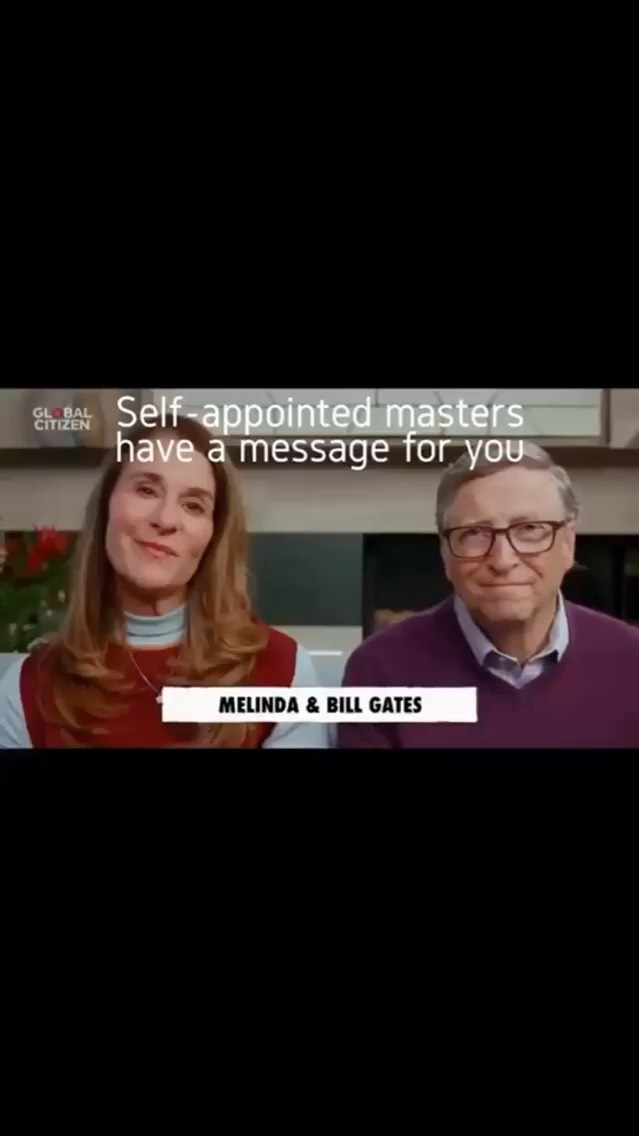 GLOBAL
CITIZEN
Self-appointed masters
have a message for you
MELINDA & BILL GATES